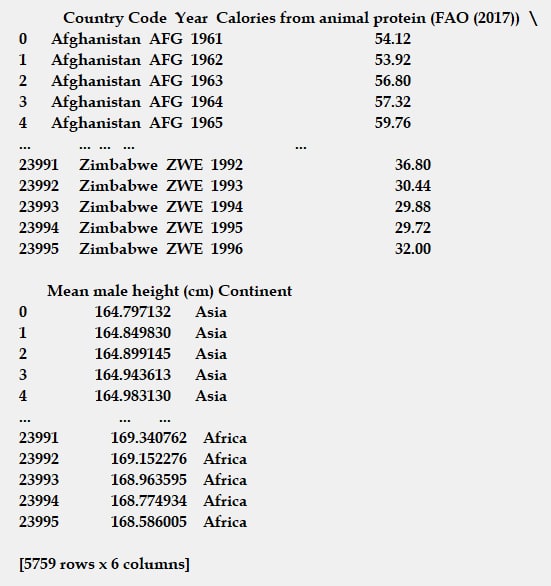 Country Code Year Calories from animal protein (FAO (2017)) \
0 Afghanistan AFG 1961 54.12
1 Afghanistan AFG 1962 53.92
2 Afghanistan AFG 1963 56.80
3 Afghanistan AFG 1964 57.32
4 Afghanistan AFG 1965 59.76
... ... ... ... ...
23991 Zimbabwe ZWE 1992 36.80
23992 Zimbabwe ZWE 1993 30.44
23993 Zimbabwe ZWE 1994 29.88
23994 Zimbabwe ZWE 1995 29.72
23995 Zimbabwe ZWE 1996 32.00
Mean male height (cm) Continent
0 164.797132 Asia
1 164.849830 Asia
2 164.899145 Asia
3 164.943613 Asia
4 164.983130 Asia
... ... ...
23991 169.340762 Africa
23992 169.152276 Africa
23993 168.963595 Africa
23994 168.774934 Africa
23995 168.586005 Africa
[5759 rows x 6 columns]